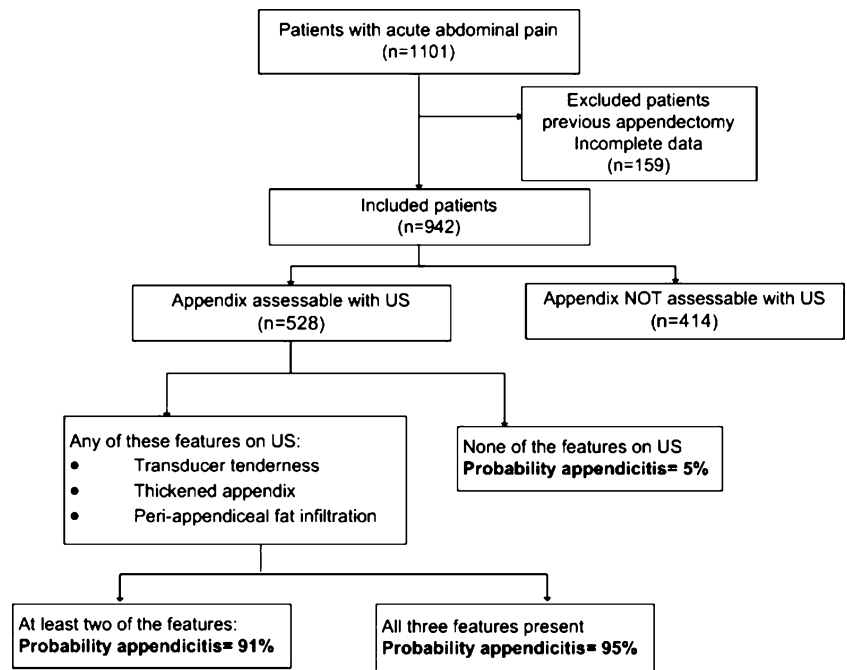 Patients with acute abdominal pain
(n=1101)
Excluded patients
previous appendectomy
Incomplete data
(n=159)
Included patients
(n=942)
Appendix assessable with US
(n=528)
Appendix NOT assessable with US
(n=414)
Any of these features on US:
● Transducer tenderness
● Thickened appendix
● Peri-appendiceal fat infiltration
None of the features on US
Probability appendicitis= 5%
At least two of the features:
Probability appendicitis= 91%
All three features present
Probability appendicitis= 95%